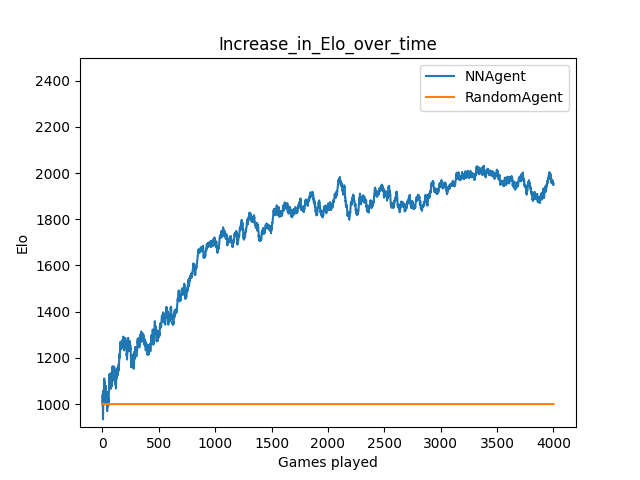 Increase_in_Elo_over_time
NNAgent
RandomAgent
2400
2200
2000
1800
1600
1400
1200
1000
Elo
0 500 1000 1500 2000 2500 3000 3500 4000
Games played